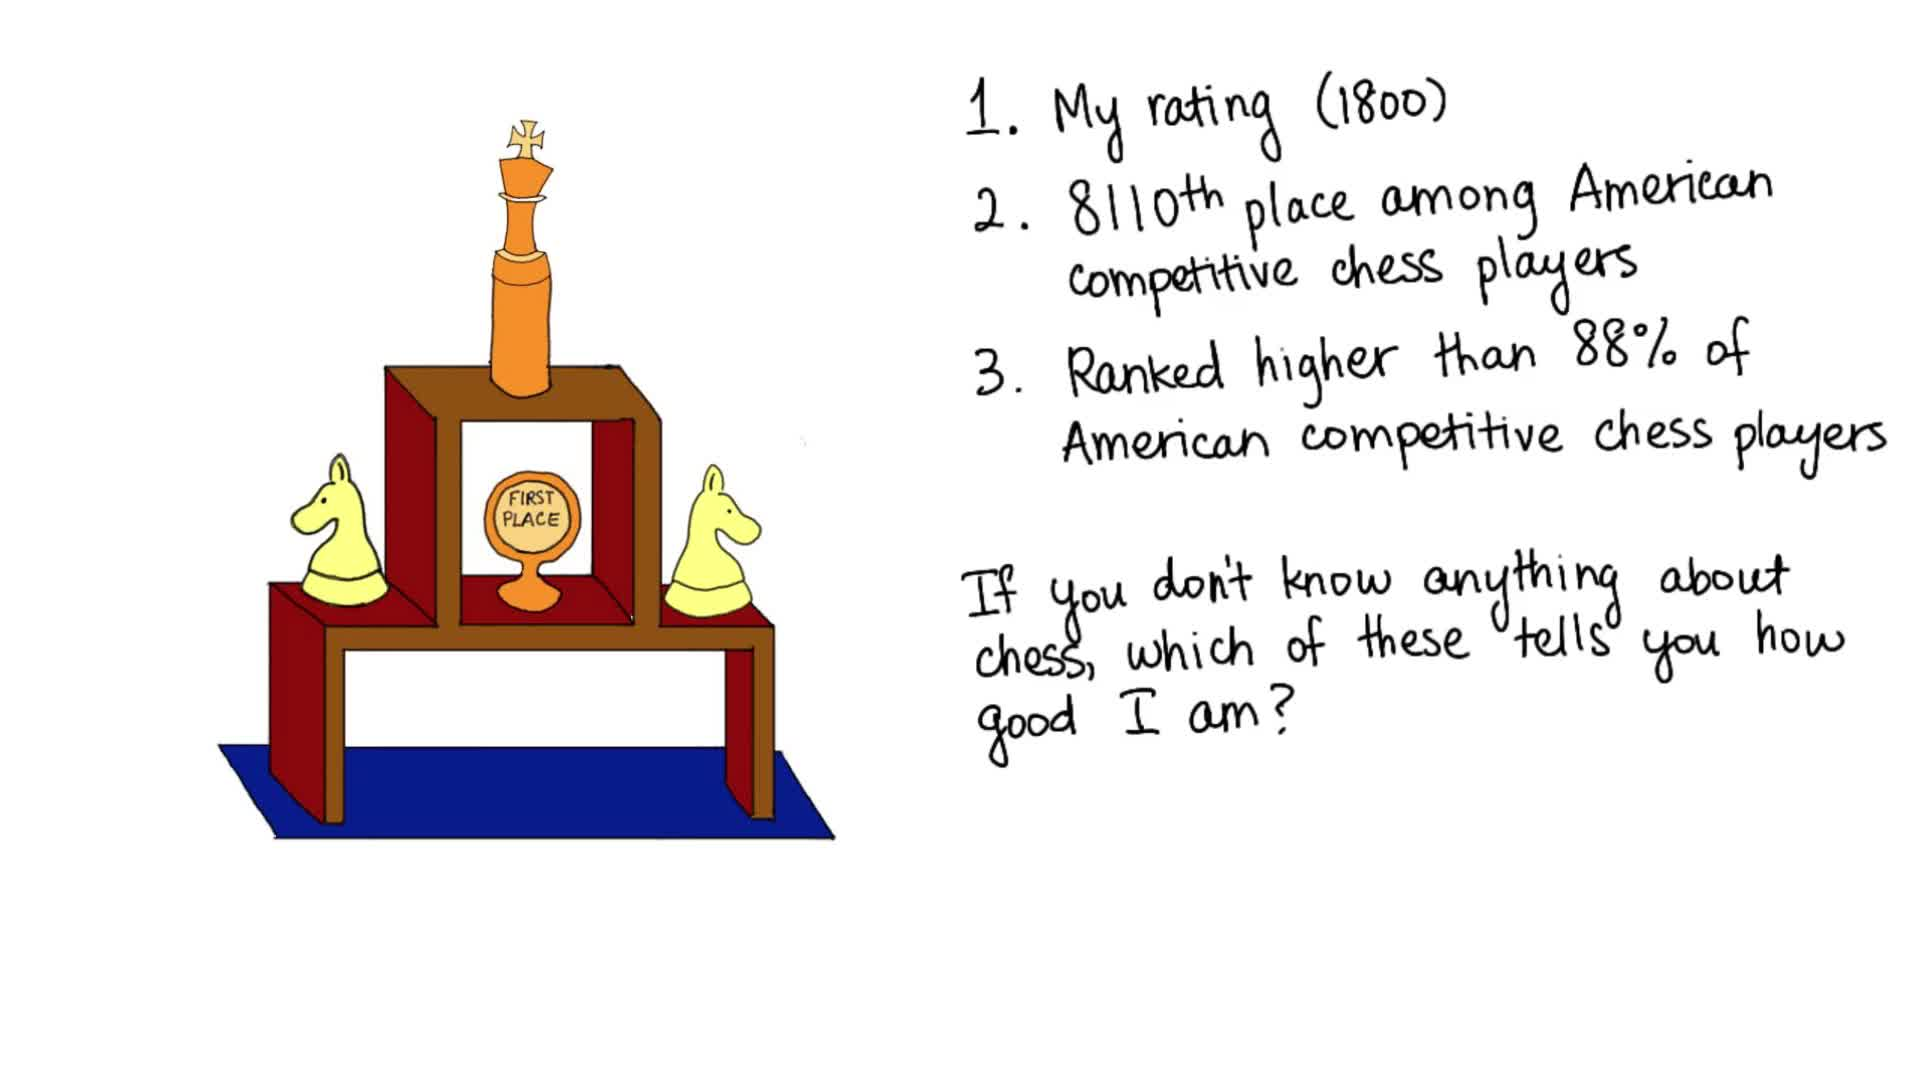 FIRST
PLACE
1. My rating (1800)
2. 8110th place among American
competitive chess players
3. Ranked higher than 88% of
American competitive chess players
If you don't know anything about
chess, which of these tells you how
good I am?